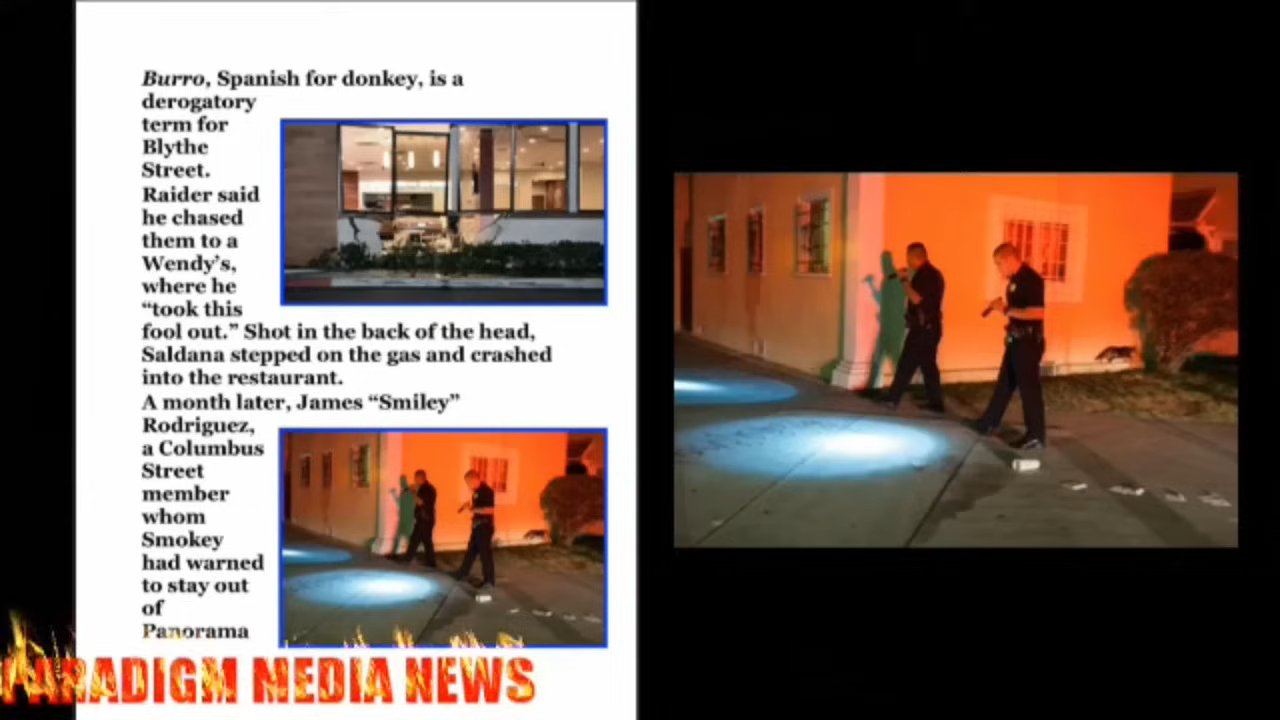 Burro, Spanish for donkey, is a
derogatory
term for
Blythe
Street.
Raider said
he chased
them to a
Wendy’s,
where he
“took this
fool out.” Shot in the back of the head,
Saldana stepped on the gas and crashed
into the restaurant.
A month later, James “Smiley”
Rodriguez,
a Columbus
Street
member
whom
Smokey
had warned
to stay out
of
Panorama
PARADIGM MEDIA NEWS